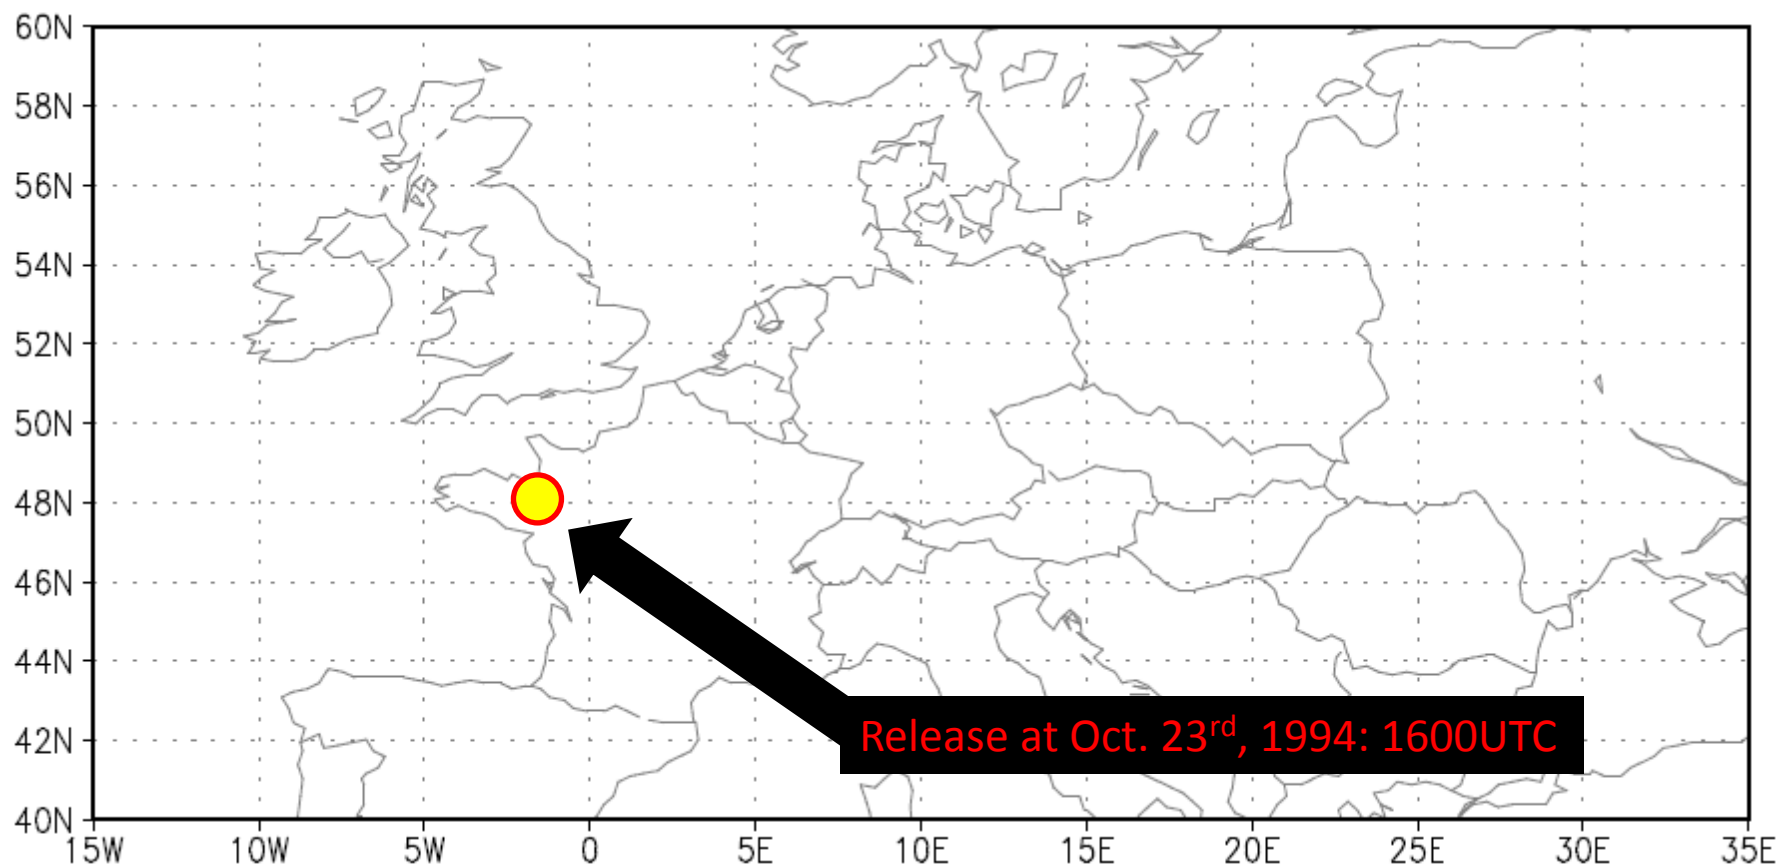 60N
58N
56N
54N
52N
50N
48N
46N
44N
42N
Release at Oct. 23rd, 1994: 1600UTC
40N
15W 10W 5W 0 5E 10E 15E 20E 25E 30E 35E